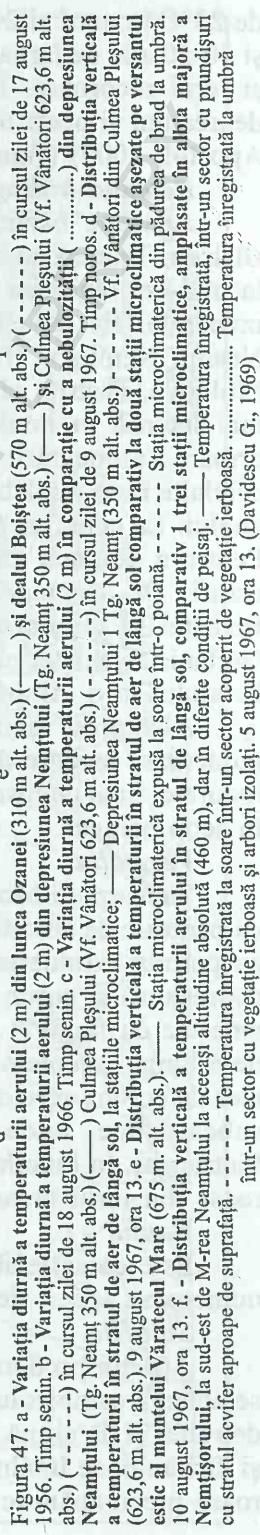 Figura 47. a - Variația diurnă a temperaturii aerului (2 m) din lunca Ozanei (310 m alt. abs.) (——) și dealul Boiștea (570 m alt. abs.) (- - - - - -) în cursul zilei de 17 august
1956. Timp senin. b - Variația diurnă a temperaturii aerului (2 m) din depresiunea Nemțului (Tg. Neamț 350 m alt. abs.) (——) și Culmea Pleșului (Vf. Vânători 623,6 m alt.
abs.) (- - - - - -) în cursul zilei de 18 august 1966. Timp senin. c - Variația diurnă a temperaturii aerului (2 m) în comparație cu a nebulozității (............) din depresiunea
Neamțului (Tg. Neamț 350 m alt. abs.) (——) Culmea Pleșului (Vf. Vânători 623,6 m alt. abs.) (- - - - - -) în cursul zilei de 9 august 1967. Timp noros. d - Distribuția verticală
a temperaturii în stratul de aer de lângă sol, la stațiile microclimatice; —— Depresiunea Neamțului 1 Tg. Neamț (350 m alt. abs.) - - - - - - Vf. Vânători din Culmea Pleșului
(623,6 m alt. abs.). 9 august 1967, ora 13. e - Distribuția verticală a temperaturii în stratul de aer de lângă sol comparativ la două stații microclimatice așezate pe versantul
estic al muntelui Văratecul Mare (675 m alt. abs.). —— Stația microclimaterică expusă la soare într-o poiană. - - - - - - Stația microclimaterică din pădurea de brad la umbră.
10 august 1967, ora 13. f. - Distribuția verticală a temperaturii aerului în stratul de lângă sol, comparativ 1 trei stații microclimatice, amplasate în albia majoră a
Nemțișorului, la sud-est de M-rea Neamțului la aceeași altitudine absolută (460 m), dar în diferite condiții de peisaj. —— Temperatura înregistrată, într-un sector cu prundișuri
cu stratul acvifer aproape de suprafață. - - - - - - Temperatura înregistrată la soare într-un sector acoperit de vegetație ierboasă. .................. Temperatura înregistrată la umbră
într-un sector cu vegetație ierboasă și arbori izolați. 5 august 1967, ora 13. (Davidescu G., 1969)